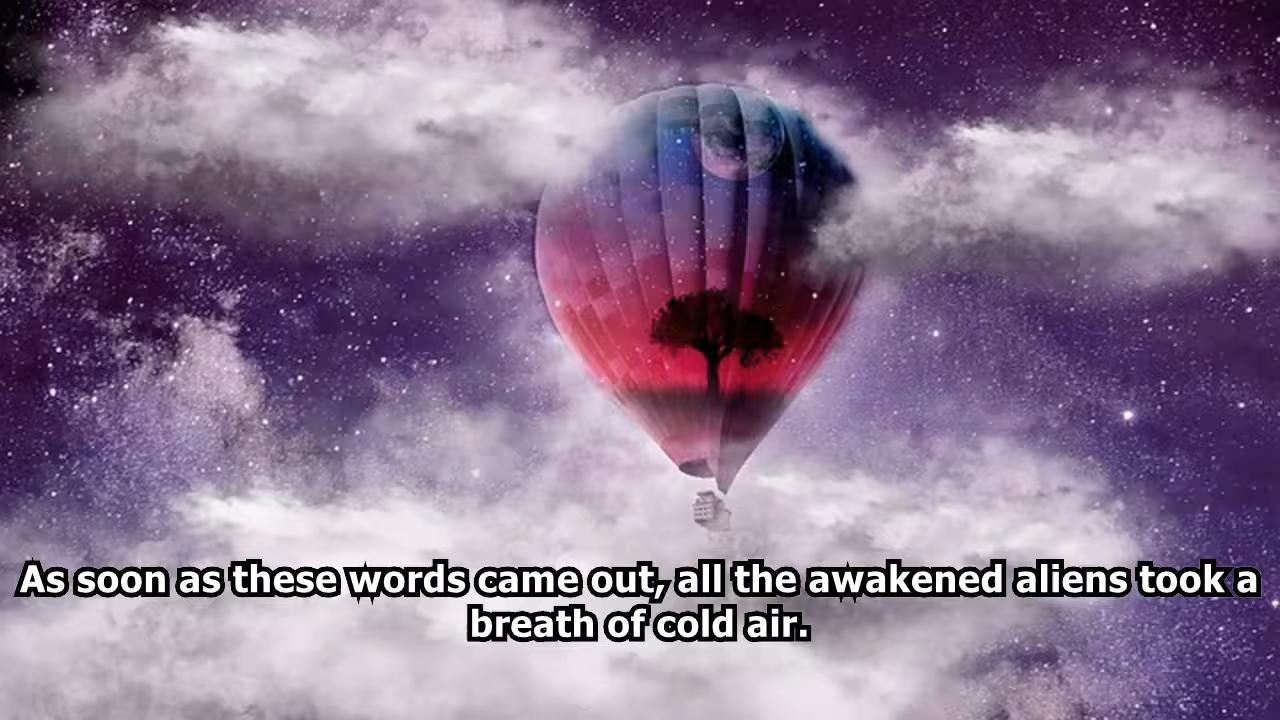 As soon as these words came out, all the awakened aliens took a
breath of cold air.